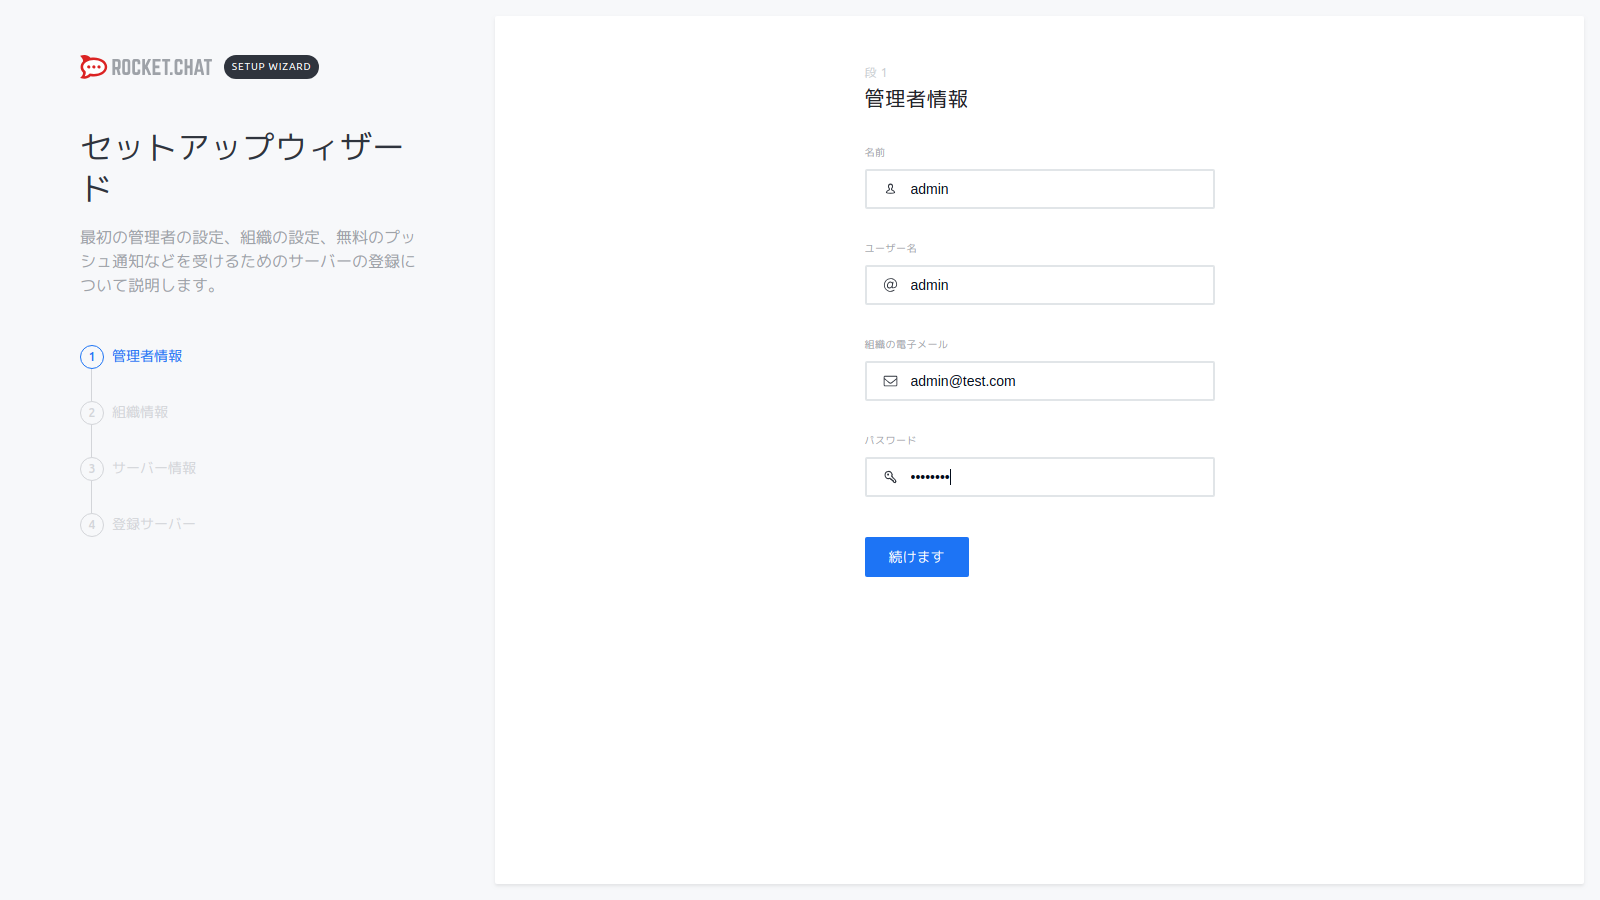 ROCKET.CHAT SETUP WIZARD
セットアップウィザー
ド
最初の管理者の設定、組織の設定、無料のプッ
シュ通知などを受けるためのサーバーの登録に
ついて説明します。
1 管理者情報
2 組織情報
3 サーバー情報
4 登録サーバー
段 1
管理者情報
名前
admin
ユーザー名
@ admin
組織の電子メール
admin@test.com
パスワード
••••••••
続けます